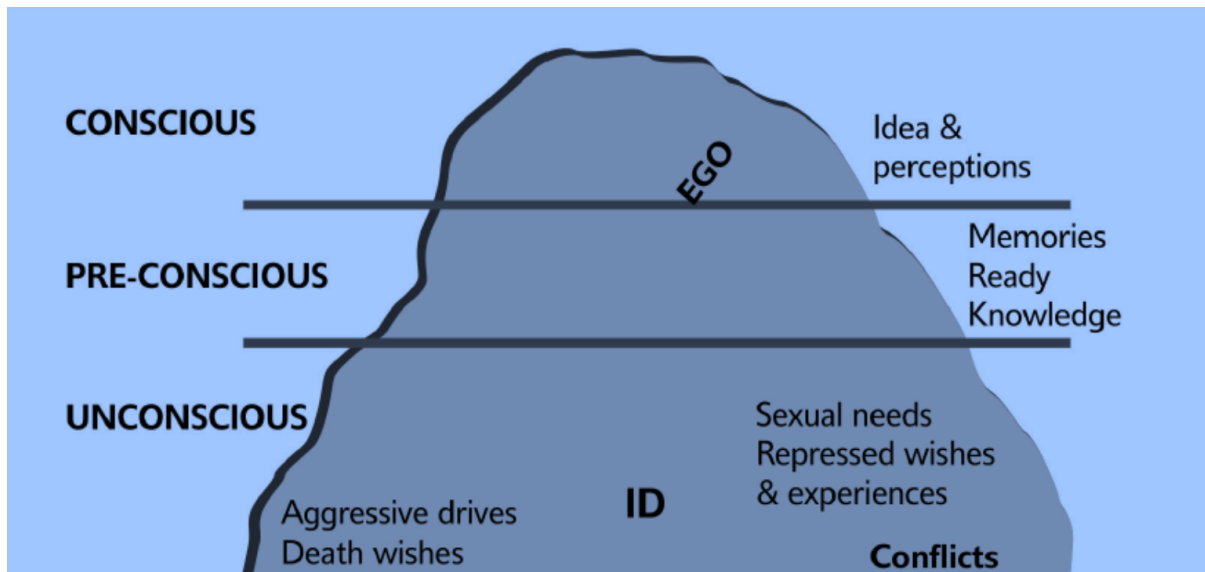 CONSCIOUS
EGO
Idea &
perceptions
PRE-CONSCIOUS
Memories
Ready
Knowledge
UNCONSCIOUS
Sexual needs
Repressed wishes
& experiences
ID
Aggressive drives
Death wishes
Conflicts